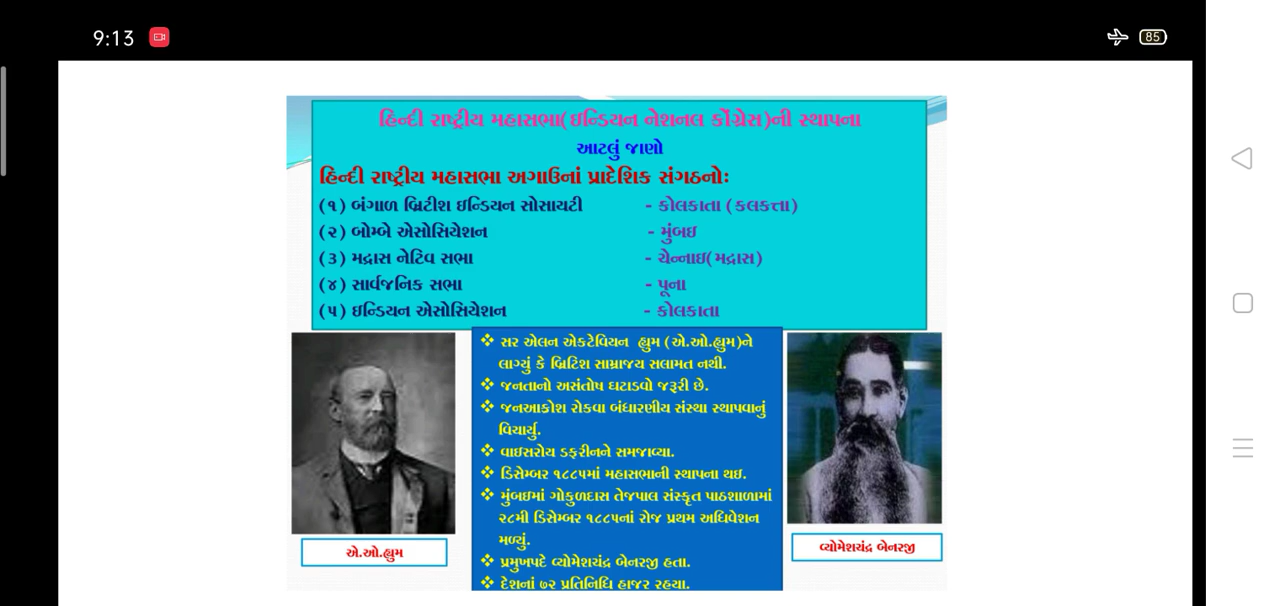 9:13
85
હિન્દી રાષ્ટ્રીય મહાસભા(ઇન્ડિયન નેશનલ કોંગ્રેસ)ની સ્થાપના
આટલું જાણો
હિન્દી રાષ્ટ્રીય મહાસભા અગાઉનાં પ્રાદેશિક સંગઠનોઃ
(૧) બંગાળ બ્રિટીશ ઇન્ડિયન સોસાયટી - કોલકાતા (કલકત્તા)
(૨) બોમ્બે એસોસિયેશન - મુંબઇ
(૩) મદ્રાસ નેટિવ સભા - ચેન્નાઇ(મદ્રાસ)
(૪) સાર્વજનિક સભા - પૂના
(૫) ઇન્ડિયન એસોસિયેશન - કોલકાતા
❖ સર એલન એકટેવિયન હ્યુમ (એ.ઓ.હ્યુમ)ને
લાગ્યું કે બ્રિટિશ સામ્રાજય સલામત નથી.
❖ જનતાનો અસંતોષ ઘટાડવો જરૂરી છે.
❖ જનઆક્રોશ રોકવા બંધારણીય સંસ્થા સ્થાપવાનું
વિચાર્યુ.
❖ વાઇસરોય ડફરીનને સમજાવ્યા.
❖ ડિસેમ્બર ૧૮૮૫માં મહાસભાની સ્થાપના થઇ.
❖ મુંબઇમાં ગોકુળદાસ તેજપાલ સંસ્કૃત પાઠશાળામાં
૨૮મી ડિસેમ્બર ૧૮૮૫નાં રોજ પ્રથમ અધિવેશન
મળ્યું.
❖ પ્રમુખપદે વ્યોમેશચંદ્ર બેનરજી હતા.
❖ દેશનાં ૭૨ પ્રતિનિધિ હાજર રહયા.
એ.ઓ.હ્યુમ
વ્યોમેશચંદ્ર બેનરજી